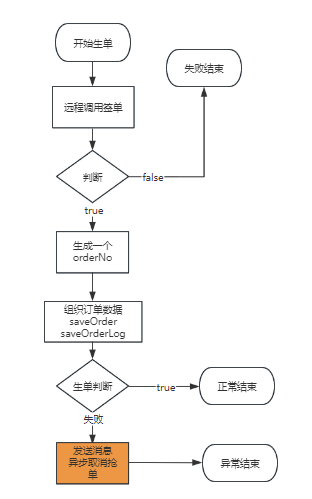 开始生单
失败结束
远程调用签单
判断
false
true
生成一个
orderNo
组织订单数据
saveOrder
saveOrderLog
生单判断
true
正常结束
失败
发送消息
异步取消抢
单
异常结束